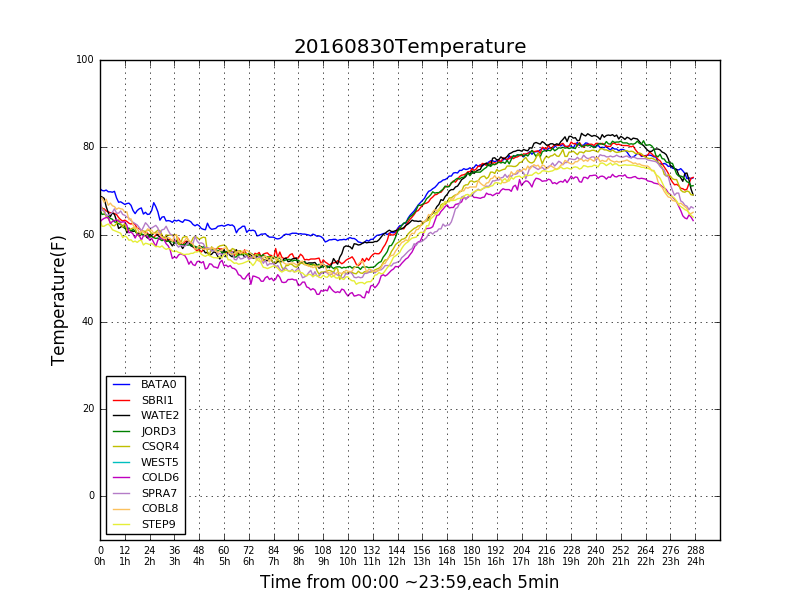 20160830Temperature
100
80
60
40
20
0
Temperature(F)
BATA0
SBRI1
WATE2
JORD3
CSQR4
WEST5
COLD6
SPRA7
COBL8
STEP9
0 12 24 36 48 60 72 84 96 108 120 132 144 156 168 180 192 204 216 228 240 252 264 276 288
0h 1h 2h 3h 4h 5h 6h 7h 8h 9h 10h 11h 12h 13h 14h 15h 16h 17h 18h 19h 20h 21h 22h 23h 24h
Time from 00:00 ~23:59,each 5min